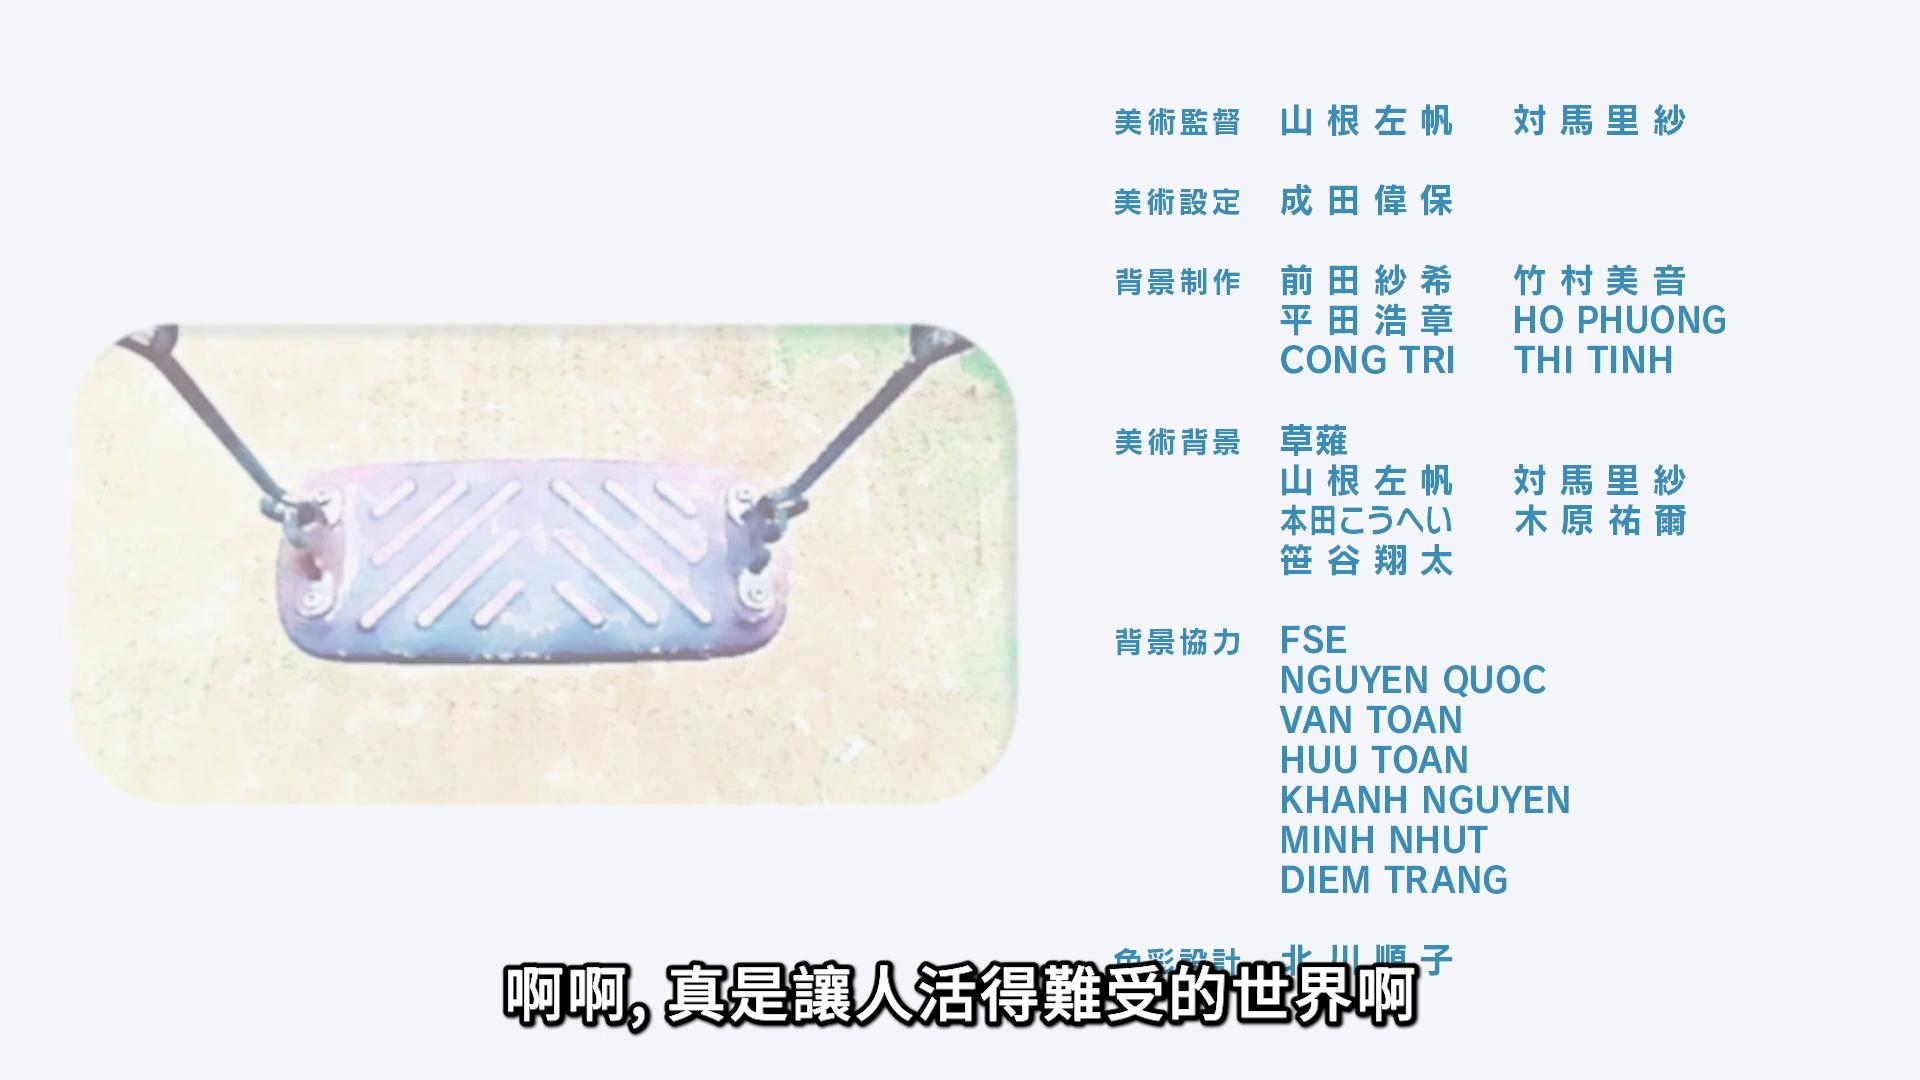 美術監督 山根左帆 対馬里紗
美術設定 成田偉保
背景制作 前田紗希 竹村美音
平田浩章 HO PHUONG
CONG TRI THI TINH
美術背景 草薙
山根左帆 対馬里紗
本田こうへい 木原祐爾
笹谷翔太
背景協力 FSE
NGUYEN QUOC
VAN TOAN
HUU TOAN
KHANH NGUYEN
MINH NHUT
DIEM TRANG
色彩設計 北川順子
啊啊,真是讓人活得難受的世界啊